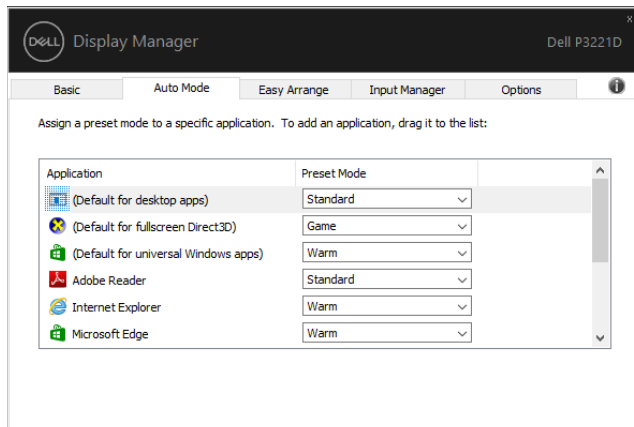 DELL Display Manager
x
Dell P3221D
Basic Auto Mode Easy Arrange Input Manager Options i
Assign a preset mode to a specific application. To add an application, drag it to the list:
Application Preset Mode
(Default for desktop apps) Standard
(Default for fullscreen Direct3D) Game
(Default for universal Windows apps) Warm
Adobe Reader Standard
Internet Explorer Warm
Microsoft Edge Warm